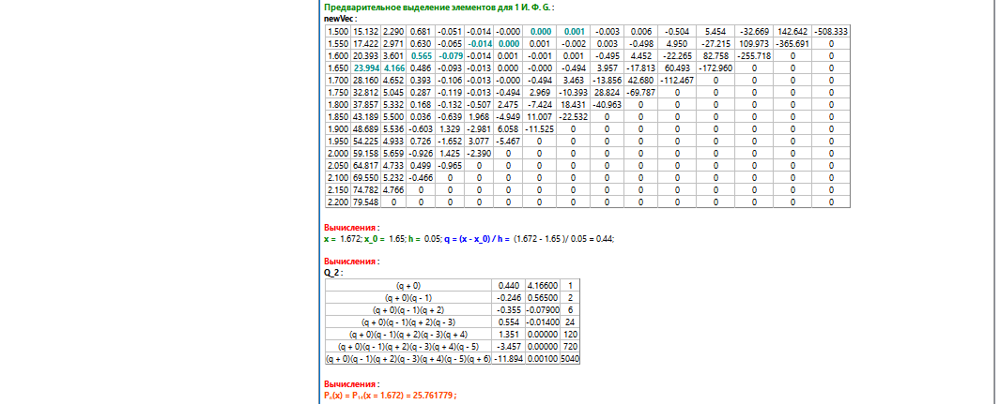 Предварительное выделение элементов для 1 И. Ф. G. :
newVec :
1.500 15.132 2.290 0.681 -0.051 -0.014 -0.000 0.000 0.001 -0.003 0.006 -0.504 5.454 -32.669 142.642 -508.333
1.550 17.422 2.971 0.630 -0.065 -0.014 0.000 0.001 -0.002 0.003 -0.498 4.950 -27.215 109.973 -365.691 0
1.600 20.393 3.601 0.565 -0.079 -0.014 0.001 -0.001 0.001 -0.495 4.452 -22.265 82.758 -255.718 0 0
1.650 23.994 4.166 0.486 -0.093 -0.013 0.000 -0.000 -0.494 3.957 -17.813 60.493 -172.960 0 0 0
1.700 28.160 4.652 0.393 -0.106 -0.013 -0.000 -0.494 3.463 -13.856 42.680 -112.467 0 0 0 0
1.750 32.812 5.045 0.287 -0.119 -0.013 -0.494 2.969 -10.393 28.824 -69.787 0 0 0 0 0
1.800 37.857 5.332 0.168 -0.132 -0.507 2.475 -7.424 18.431 -40.963 0 0 0 0 0 0
1.850 43.189 5.500 0.036 -0.639 1.968 -4.949 11.007 -22.532 0 0 0 0 0 0 0
1.900 48.689 5.536 -0.603 1.329 -2.981 6.058 -11.525 0 0 0 0 0 0 0 0
1.950 54.225 4.933 0.726 -1.652 3.077 -5.467 0 0 0 0 0 0 0 0 0
2.000 59.158 5.659 -0.926 1.425 -2.390 0 0 0 0 0 0 0 0 0 0
2.050 64.817 4.733 0.499 -0.965 0 0 0 0 0 0 0 0 0 0 0
2.100 69.550 5.232 -0.466 0 0 0 0 0 0 0 0 0 0 0 0
2.150 74.782 4.766 0 0 0 0 0 0 0 0 0 0 0 0 0
2.200 79.548 0 0 0 0 0 0 0 0 0 0 0 0 0 0
Вычисления :
x = 1.672; x_0 = 1.65; h = 0.05; q = (x - x_0) / h = (1.672 - 1.65 )/ 0.05 = 0.44;
Вычисления :
Q_2 :
(q + 0) 0.440 4.16600 1
(q + 0)(q - 1) -0.246 0.56500 2
(q + 0)(q - 1)(q + 2) -0.355 -0.07900 6
(q + 0)(q - 1)(q + 2)(q - 3) 0.554 -0.01400 24
(q + 0)(q - 1)(q + 2)(q - 3)(q + 4) 1.351 0.00000 120
(q + 0)(q - 1)(q + 2)(q - 3)(q + 4)(q - 5) -3.457 0.00000 720
(q + 0)(q - 1)(q + 2)(q - 3)(q + 4)(q - 5)(q + 6) -11.894 0.00100 5040
Вычисления :
Pₙ(x) = P₁₄(x = 1.672) = 25.761779 ;